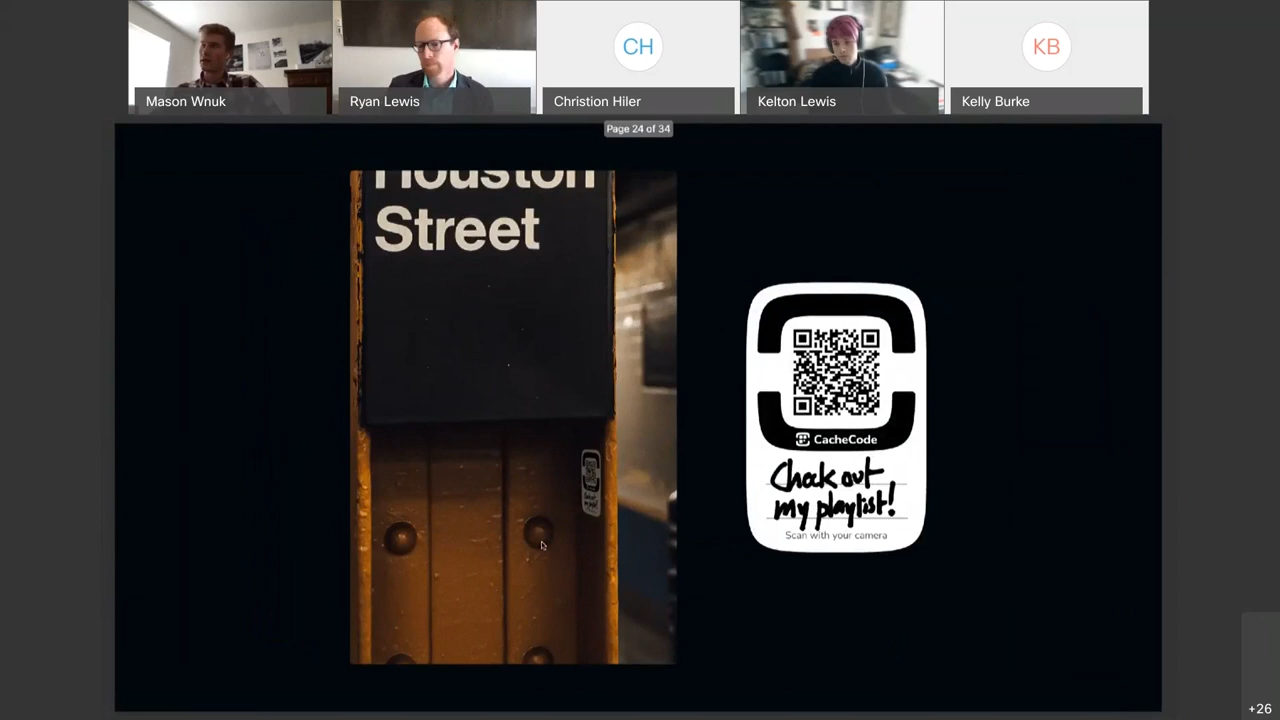 Mason Wnuk
Ryan Lewis
CH
Christion Hiler
Kelton Lewis
KB
Kelly Burke
Page 24 of 34
Houston
Street
CacheCode
Check out
my playlist!
Scan with your camera
+26